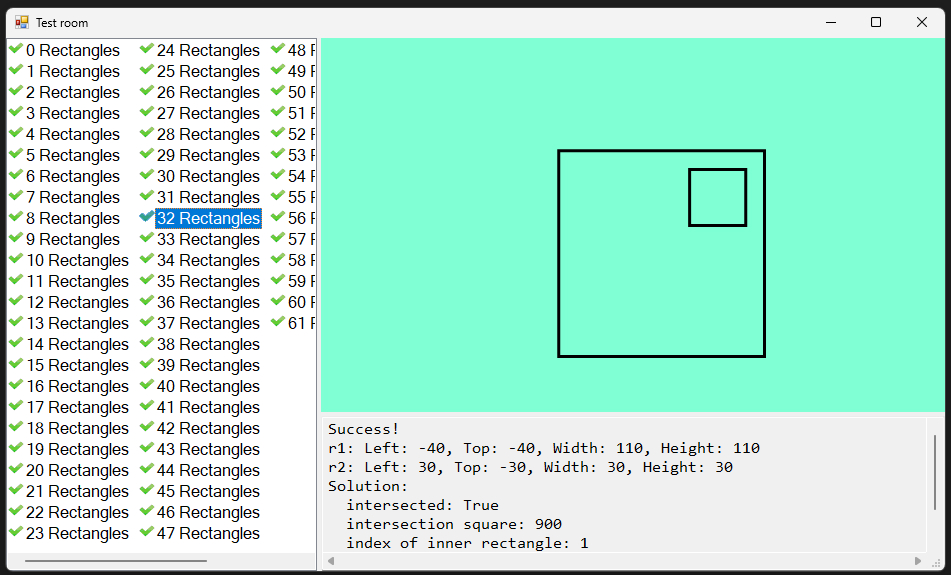 Test room
0 Rectangles
1 Rectangles
2 Rectangles
3 Rectangles
4 Rectangles
5 Rectangles
6 Rectangles
7 Rectangles
8 Rectangles
9 Rectangles
10 Rectangles
11 Rectangles
12 Rectangles
13 Rectangles
14 Rectangles
15 Rectangles
16 Rectangles
17 Rectangles
18 Rectangles
19 Rectangles
20 Rectangles
21 Rectangles
22 Rectangles
23 Rectangles
24 Rectangles
25 Rectangles
26 Rectangles
27 Rectangles
28 Rectangles
29 Rectangles
30 Rectangles
31 Rectangles
32 Rectangles
33 Rectangles
34 Rectangles
35 Rectangles
36 Rectangles
37 Rectangles
38 Rectangles
39 Rectangles
40 Rectangles
41 Rectangles
42 Rectangles
43 Rectangles
44 Rectangles
45 Rectangles
46 Rectangles
47 Rectangles
48
49
50
51
52
53
54
55
56
57
58
59
60
61
Success!
r1: Left: -40, Top: -40, Width: 110, Height: 110
r2: Left: 30, Top: -30, Width: 30, Height: 30
Solution:
intersected: True
intersection square: 900
index of inner rectangle: 1